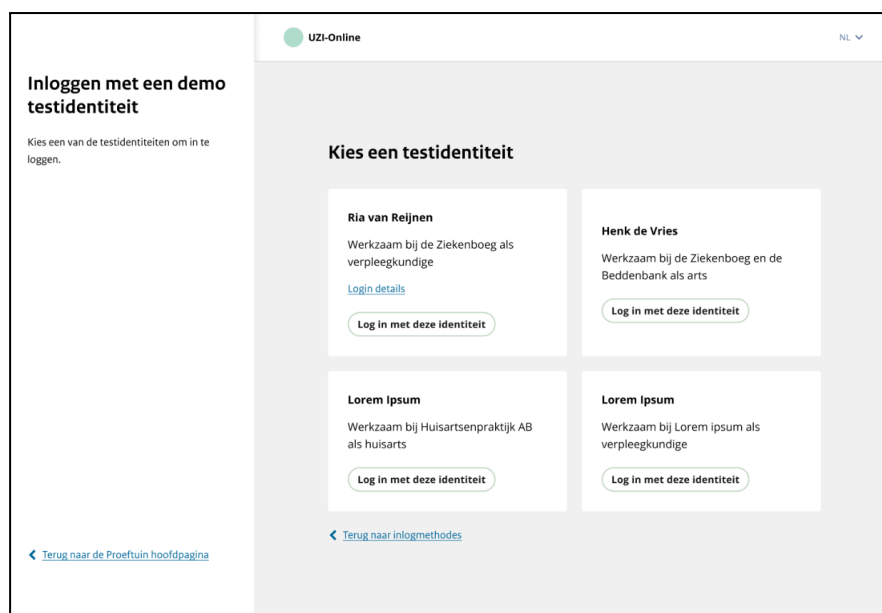 UZI-Online
NL
Inloggen met een demo
testidentiteit
Kies een van de testidentiteiten om in te
loggen.
Terug naar de Proeftuin hoofdpagina
Kies een testidentiteit
Ria van Reijnen
Werkzaam bij de Ziekenboeg als
verpleegkundige
Login details
Log in met deze identiteit
Henk de Vries
Werkzaam bij de Ziekenboeg en de
Beddenbank als arts
Log in met deze identiteit
Lorem Ipsum
Werkzaam bij Huisartsenpraktijk AB
als huisarts
Log in met deze identiteit
Lorem Ipsum
Werkzaam bij Lorem ipsum als
verpleegkundige
Log in met deze identiteit
Terug naar inlogmethodes